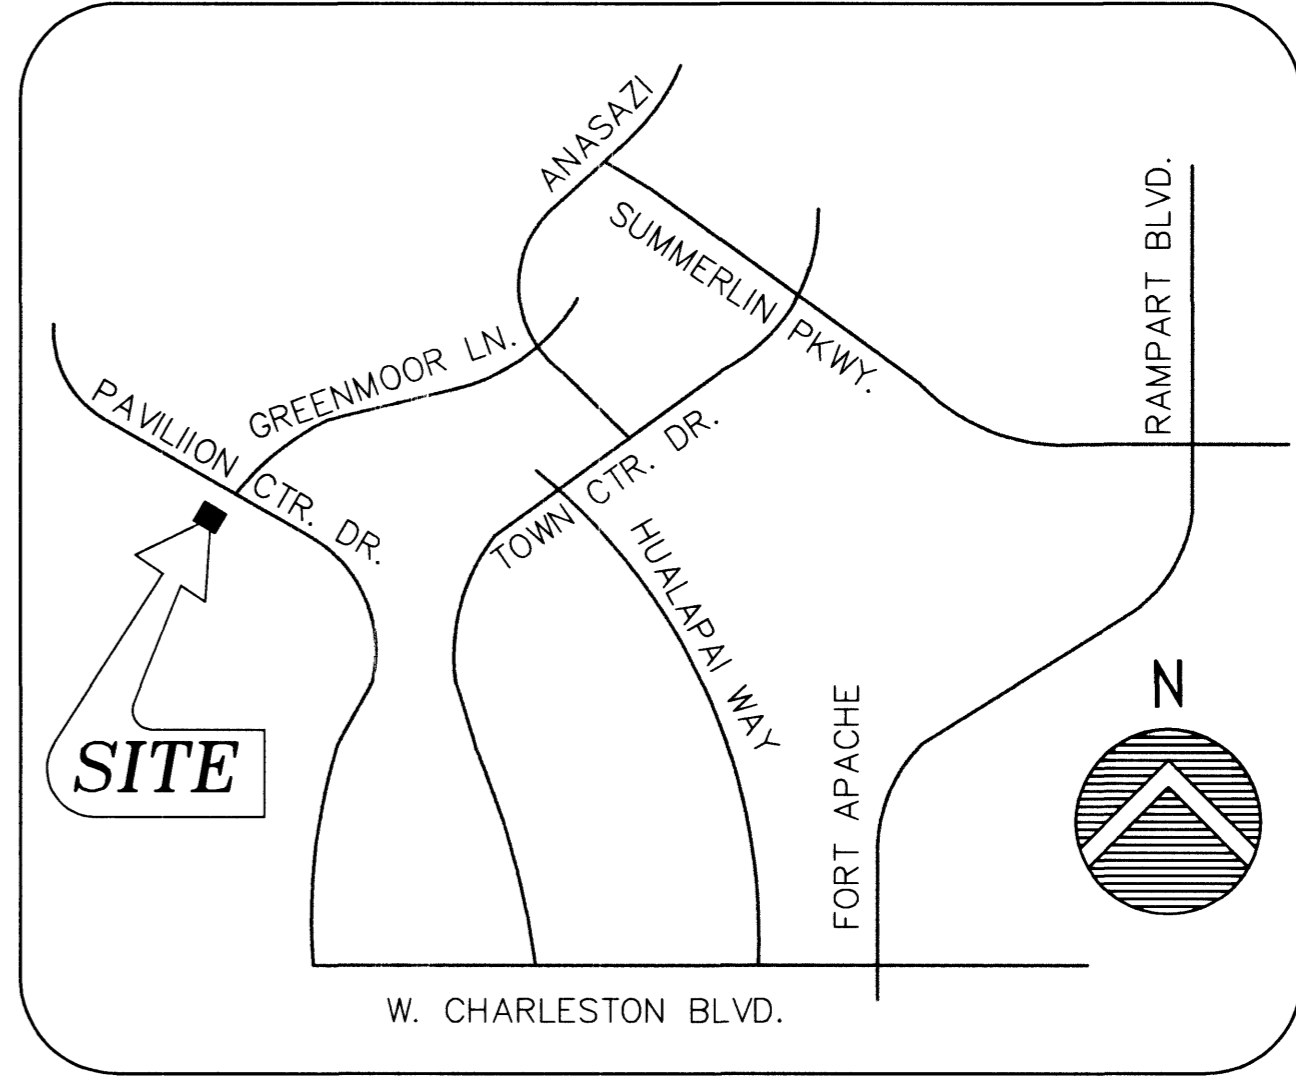 ANASAZI
SUMMERLIN PKWY.
RAMPART BLVD.
GREENMOOR LN.
PAVILIION CTR. DR.
TOWN CTR. DR.
HUALAPAI WAY
FORT APACHE
N
SITE
W. CHARLESTON BLVD.